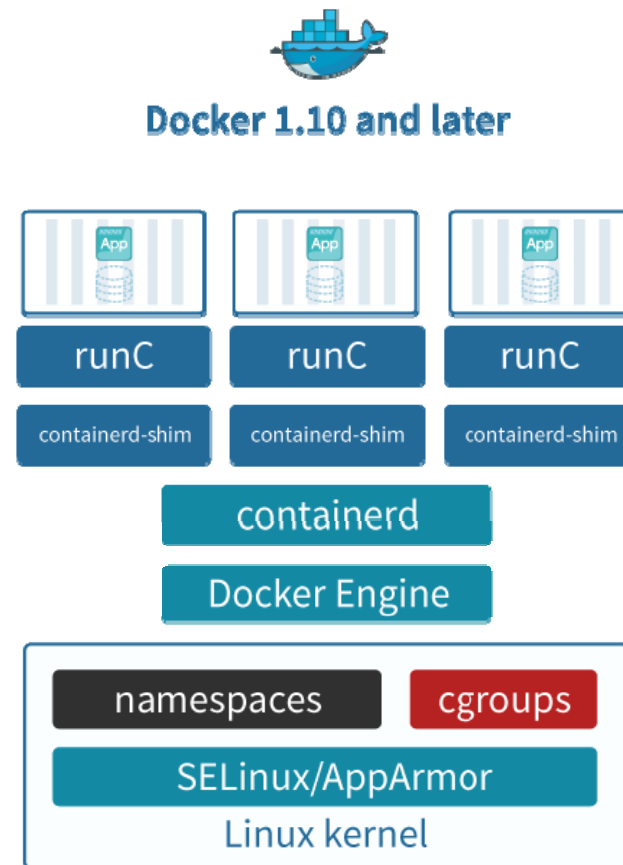 Docker 1.10 and later
App App App
runC runC runC
containerd-shim containerd-shim containerd-shim
containerd
Docker Engine
namespaces cgroups
SELinux/AppArmor
Linux kernel